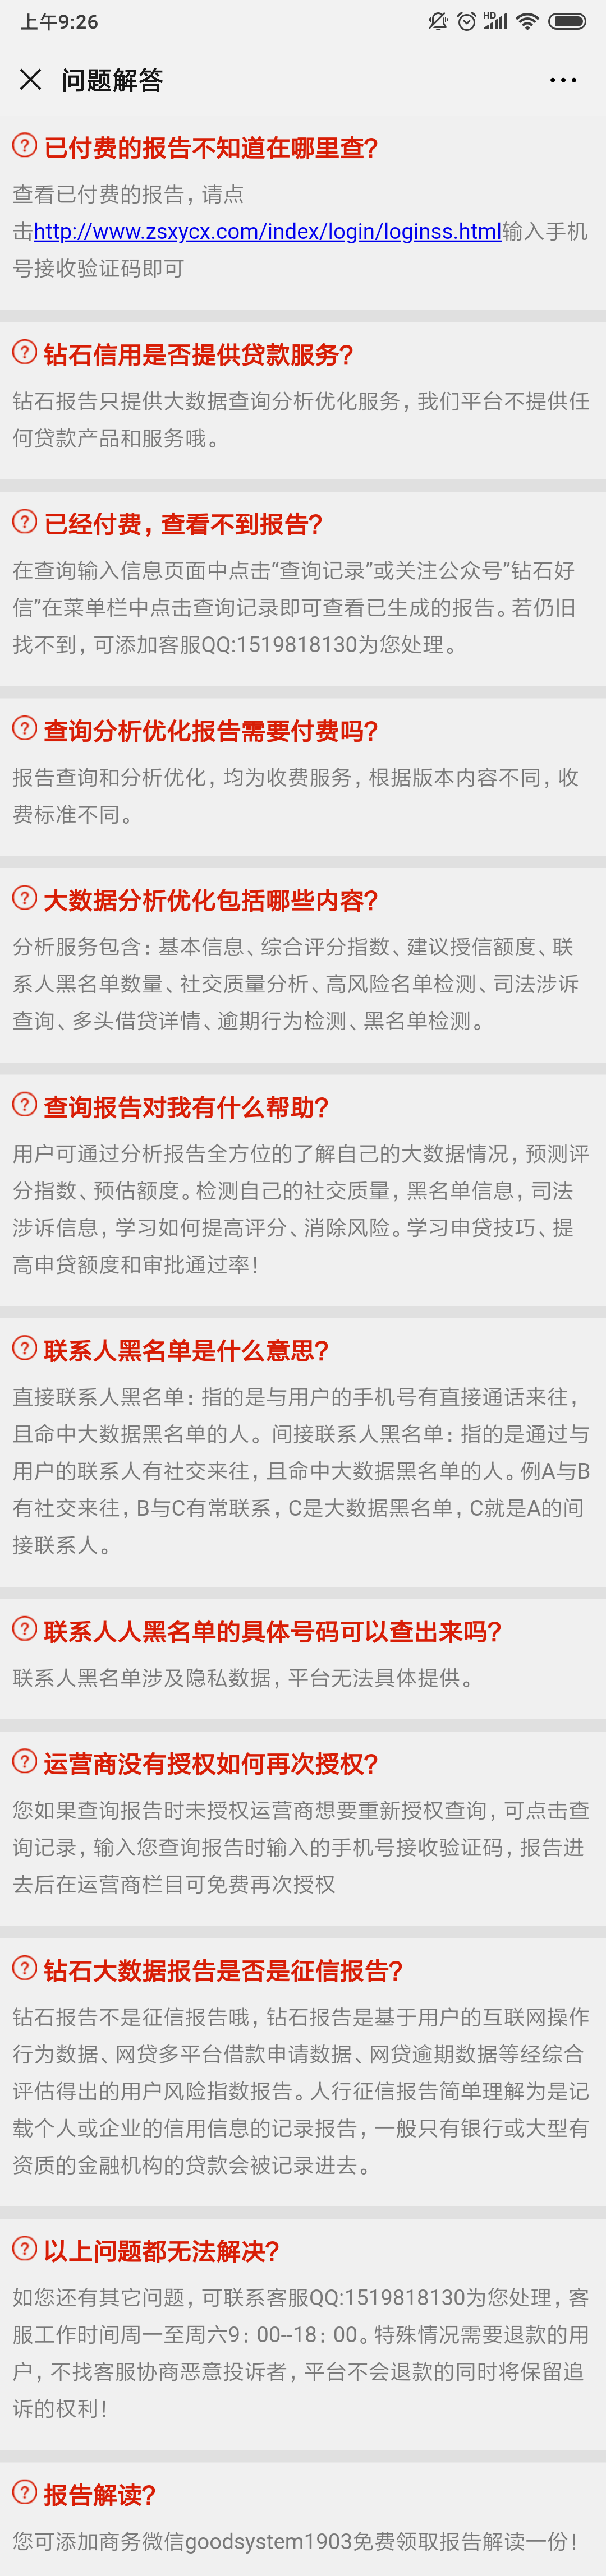 上午9:26
HD
问题解答
已付费的报告不知道在哪里查?
查看已付费的报告，请点
击http://www.zsxycx.com/index/login/loginss.html输入手机
号接收验证码即可
钻石信用是否提供贷款服务?
钻石报告只提供大数据查询分析优化服务，我们平台不提供任
何贷款产品和服务哦。
已经付费，查看不到报告?
在查询输入信息页面中点击“查询记录”或关注公众号”钻石好
信”在菜单栏中点击查询记录即可查看已生成的报告。若仍旧
找不到，可添加客服QQ:1519818130为您处理。
查询分析优化报告需要付费吗?
报告查询和分析优化，均为收费服务，根据版本内容不同，收
费标准不同。
大数据分析优化包括哪些内容?
分析服务包含：基本信息、综合评分指数、建议授信额度、联
系人黑名单数量、社交质量分析、高风险名单检测、司法涉诉
查询、多头借贷详情、逾期行为检测、黑名单检测。
查询报告对我有什么帮助?
用户可通过分析报告全方位的了解自己的大数据情况，预测评
分指数、预估额度。检测自己的社交质量，黑名单信息，司法
涉诉信息，学习如何提高评分、消除风险。学习申贷技巧、提
高申贷额度和审批通过率！
联系人黑名单是什么意思?
直接联系人黑名单：指的是与用户的手机号有直接通话来往，
且命中大数据黑名单的人。间接联系人黑名单：指的是通过与
用户的联系人有社交来往，且命中大数据黑名单的人。例A与B
有社交来往，B与C有常联系，C是大数据黑名单，C就是A的间
接联系人。
联系人人黑名单的具体号码可以查出来吗?
联系人黑名单涉及隐私数据，平台无法具体提供。
运营商没有授权如何再次授权?
您如果查询报告时未授权运营商想要重新授权查询，可点击查
询记录，输入您查询报告时输入的手机号接收验证码，报告进
去后在运营商栏目可免费再次授权
钻石大数据报告是否是征信报告?
钻石报告不是征信报告哦，钻石报告是基于用户的互联网操作
行为数据、网贷多平台借款申请数据、网贷逾期数据等经综合
评估得出的用户风险指数报告。人行征信报告简单理解为是记
载个人或企业的信用信息的记录报告，一般只有银行或大型有
资质的金融机构的贷款会被记录进去。
以上问题都无法解决?
如您还有其它问题，可联系客服QQ:1519818130为您处理，客
服工作时间周一至周六9：00--18：00。特殊情况需要退款的用
户，不找客服协商恶意投诉者，平台不会退款的同时将保留追
诉的权利！
报告解读?
您可添加商务微信goodsystem1903免费领取报告解读一份！